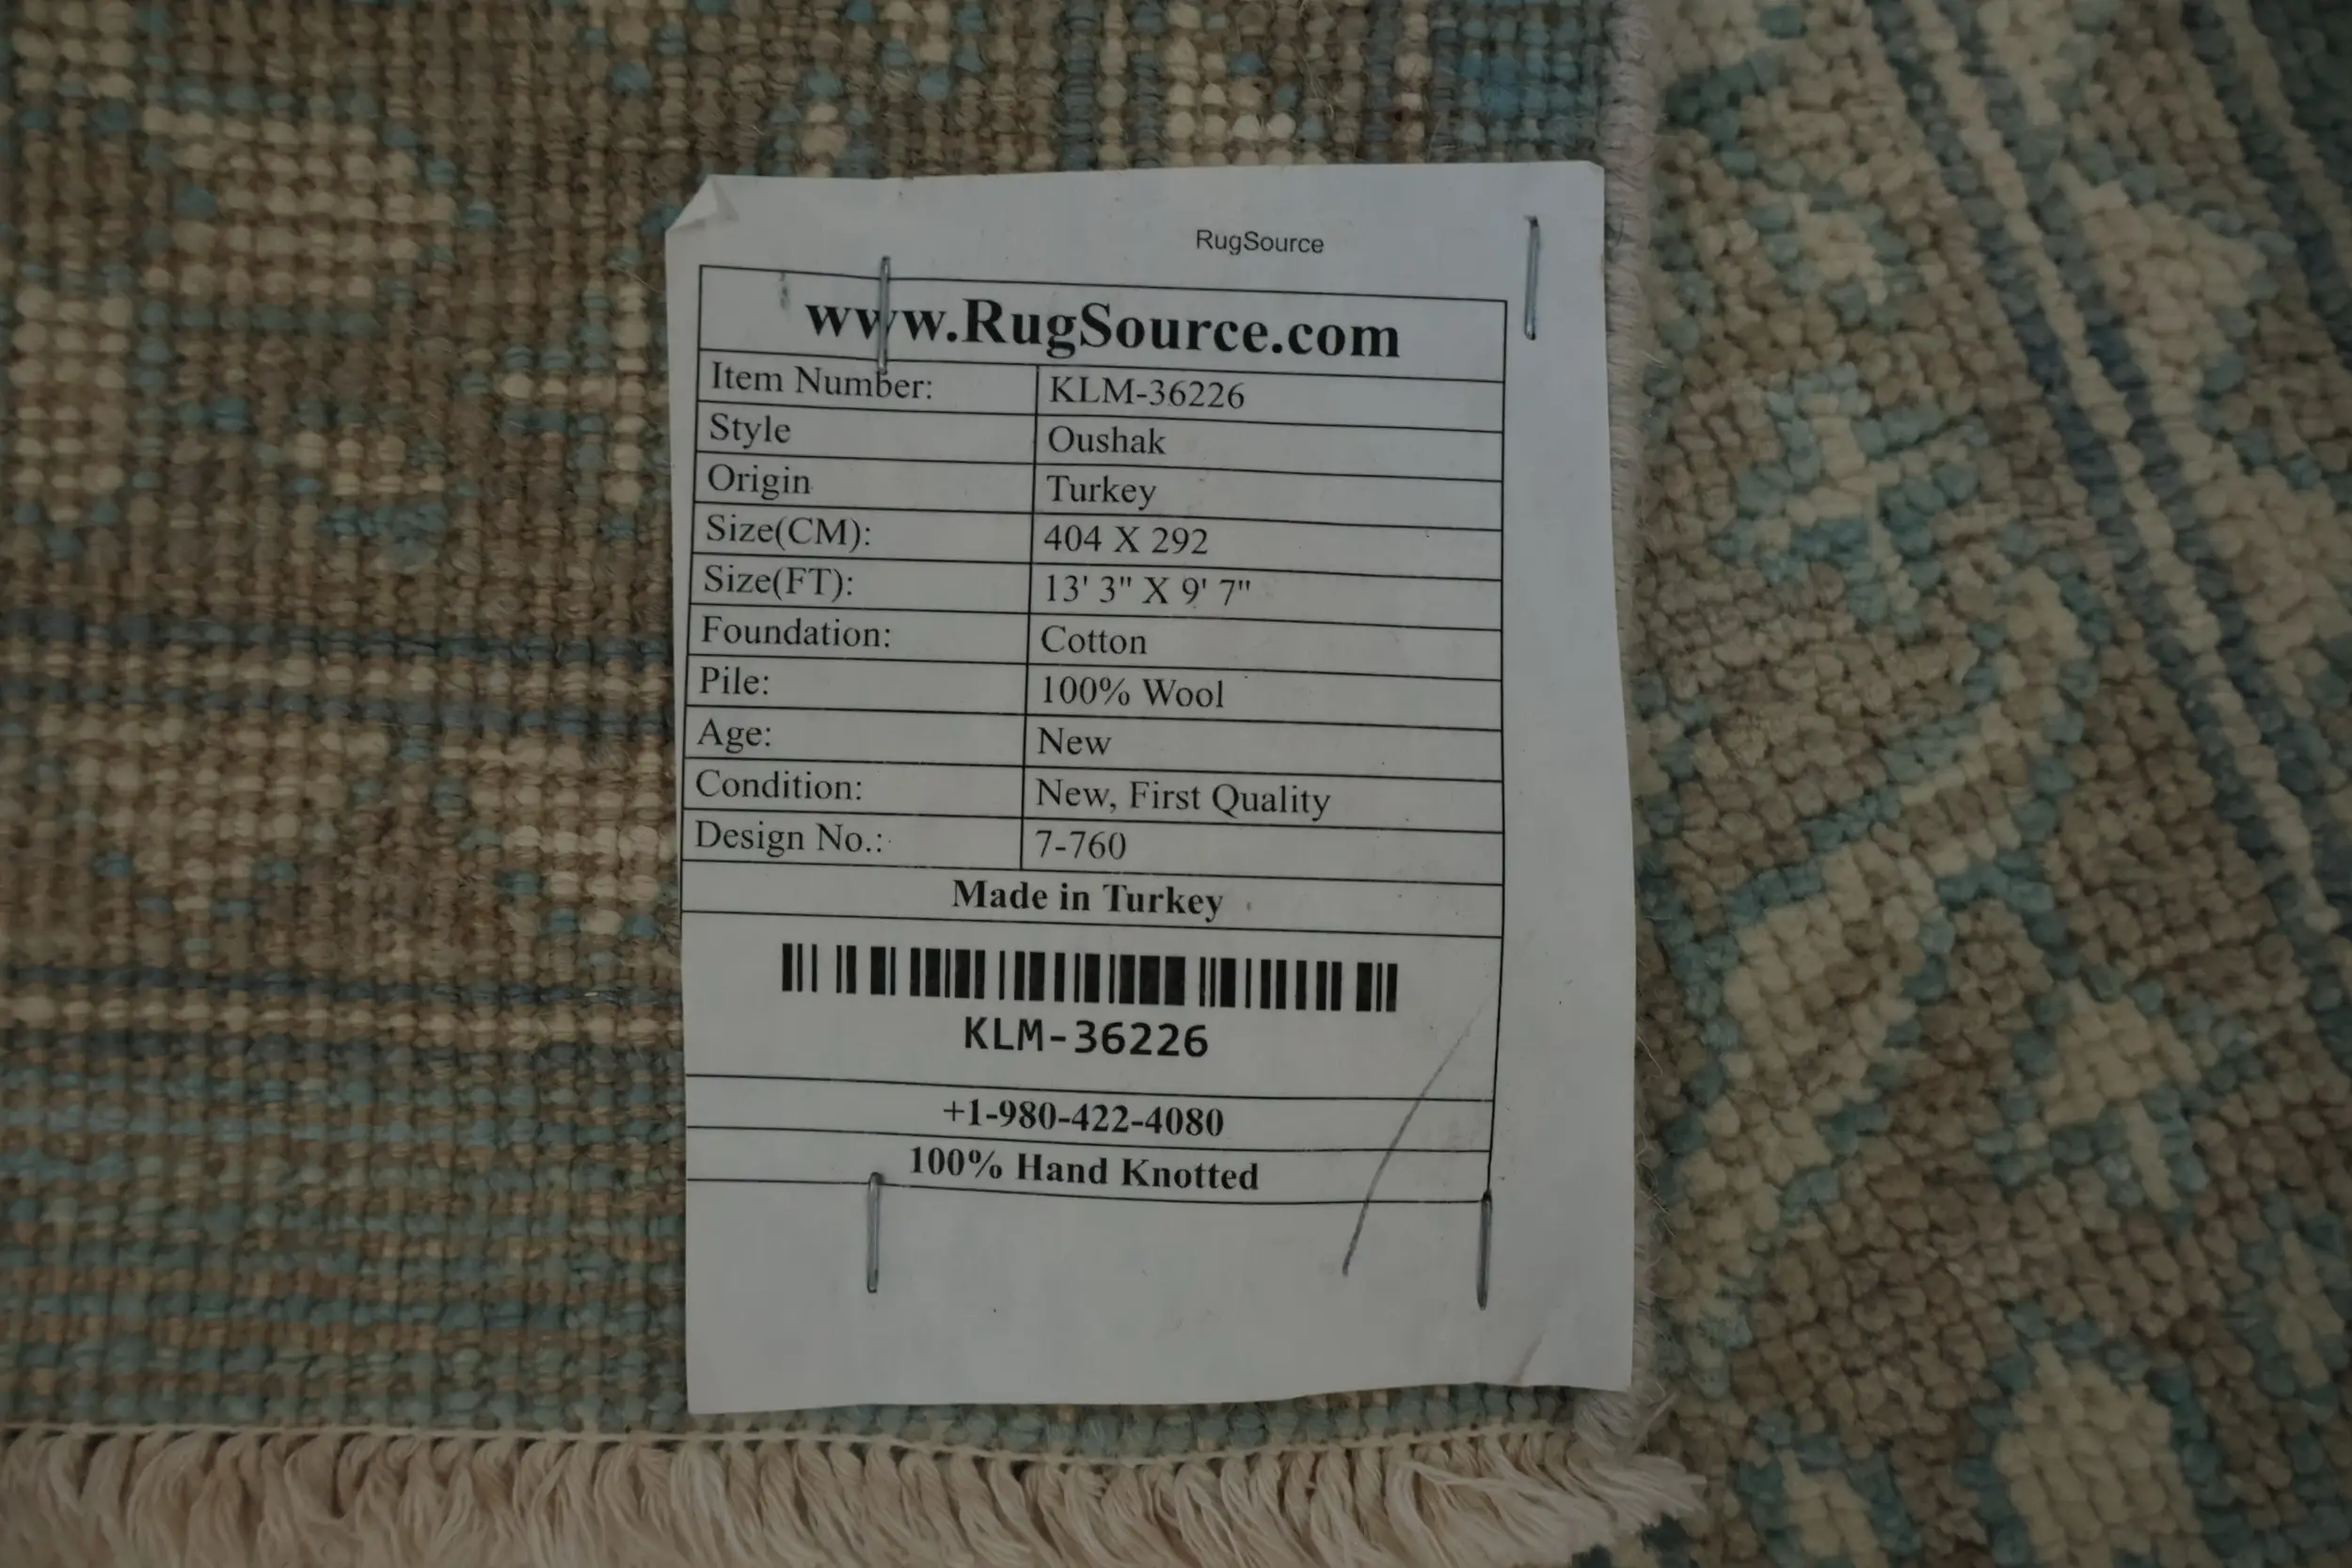 RugSource
www.RugSource.com
Item Number: KLM-36226
Style Oushak
Origin Turkey
Size(CM): 404 X 292
Size(FT): 13' 3" X 9' 7"
Foundation: Cotton
Pile: 100% Wool
Age: New
Condition: New, First Quality
Design No.: 7-760
Made in Turkey
KLM-36226
+1-980-422-4080
100% Hand Knotted